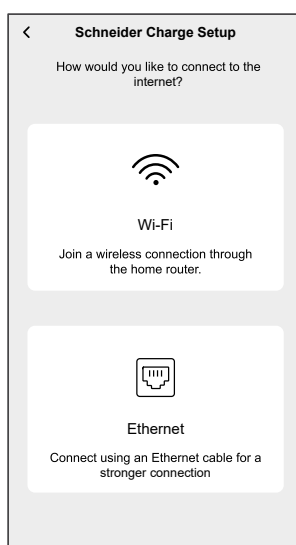 Schneider Charge Setup
How would you like to connect to the
internet?
Wi-Fi
Join a wireless connection through
the home router.
Ethernet
Connect using an Ethernet cable for a
stronger connection